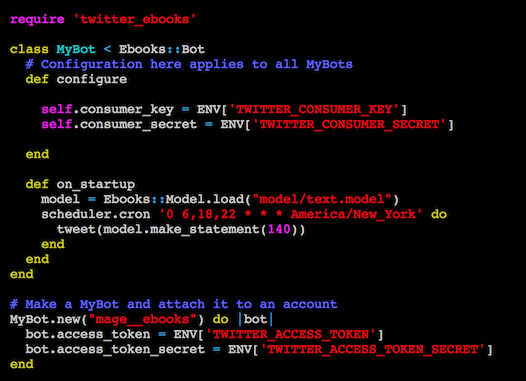 require 'twitter_ebooks'

class MyBot < Ebooks::Bot
  # Configuration here applies to all MyBots
  def configure

    self.consumer_key = ENV['TWITTER_CONSUMER_KEY']
    self.consumer_secret = ENV['TWITTER_CONSUMER_SECRET']

  end

  def on_startup
    model = Ebooks::Model.load("model/text.model")
    scheduler.cron '0 6,18,22 * * * America/New_York' do
      tweet(model.make_statement(140))
    end
  end
end

# Make a MyBot and attach it to an account
MyBot.new("mage__ebooks") do |bot|
  bot.access_token = ENV['TWITTER_ACCESS_TOKEN']
  bot.access_token_secret = ENV['TWITTER_ACCESS_TOKEN_SECRET']
end